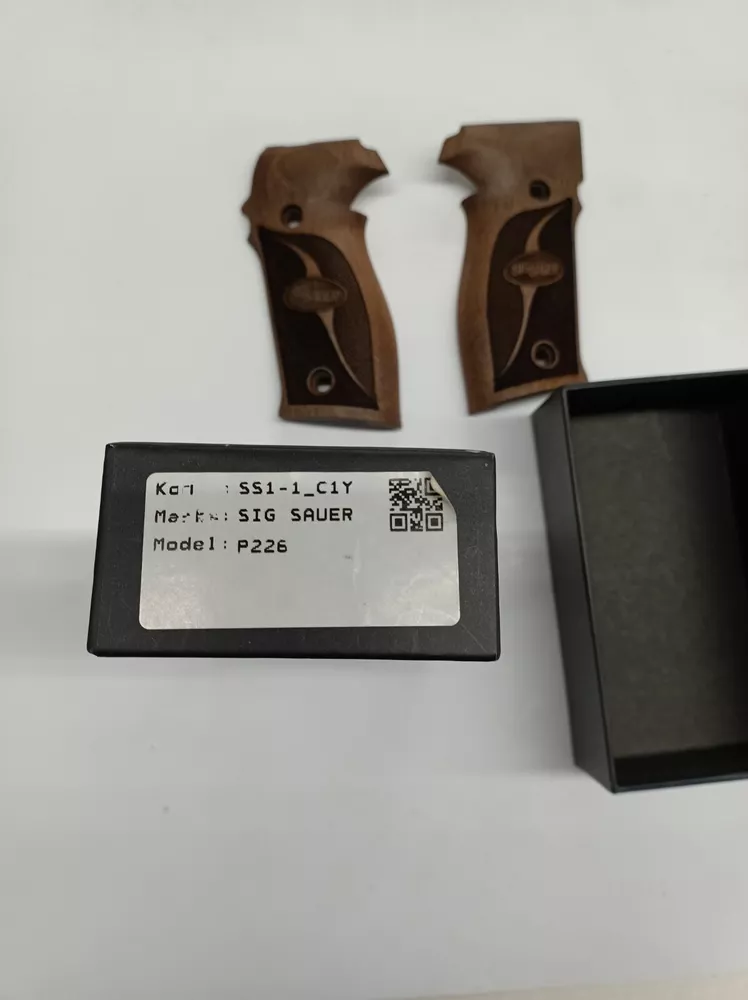 : SS1-1_C1Y
: SIG SAUER
Model: P226